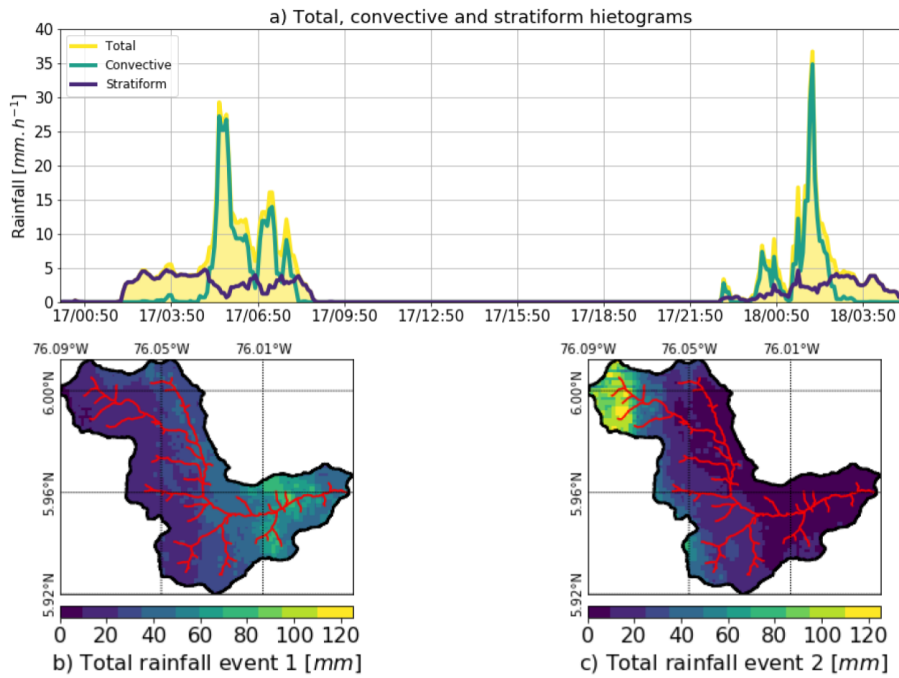 a) Total, convective and stratiform hietograms
Rainfall [mm.h⁻¹]
40
35
30
25
20
15
10
5
0
Total
Convective
Stratiform
17/00:50 17/03:50 17/06:50 17/09:50 17/12:50 17/15:50 17/18:50 17/21:50 18/00:50 18/03:50
76.09°W 76.05°W 76.01°W
6.00°N
5.96°N
5.92°N
0 20 40 60 80 100 120
b) Total rainfall event 1 [mm]
76.09°W 76.05°W 76.01°W
6.00°N
5.96°N
5.92°N
0 20 40 60 80 100 120
c) Total rainfall event 2 [mm]